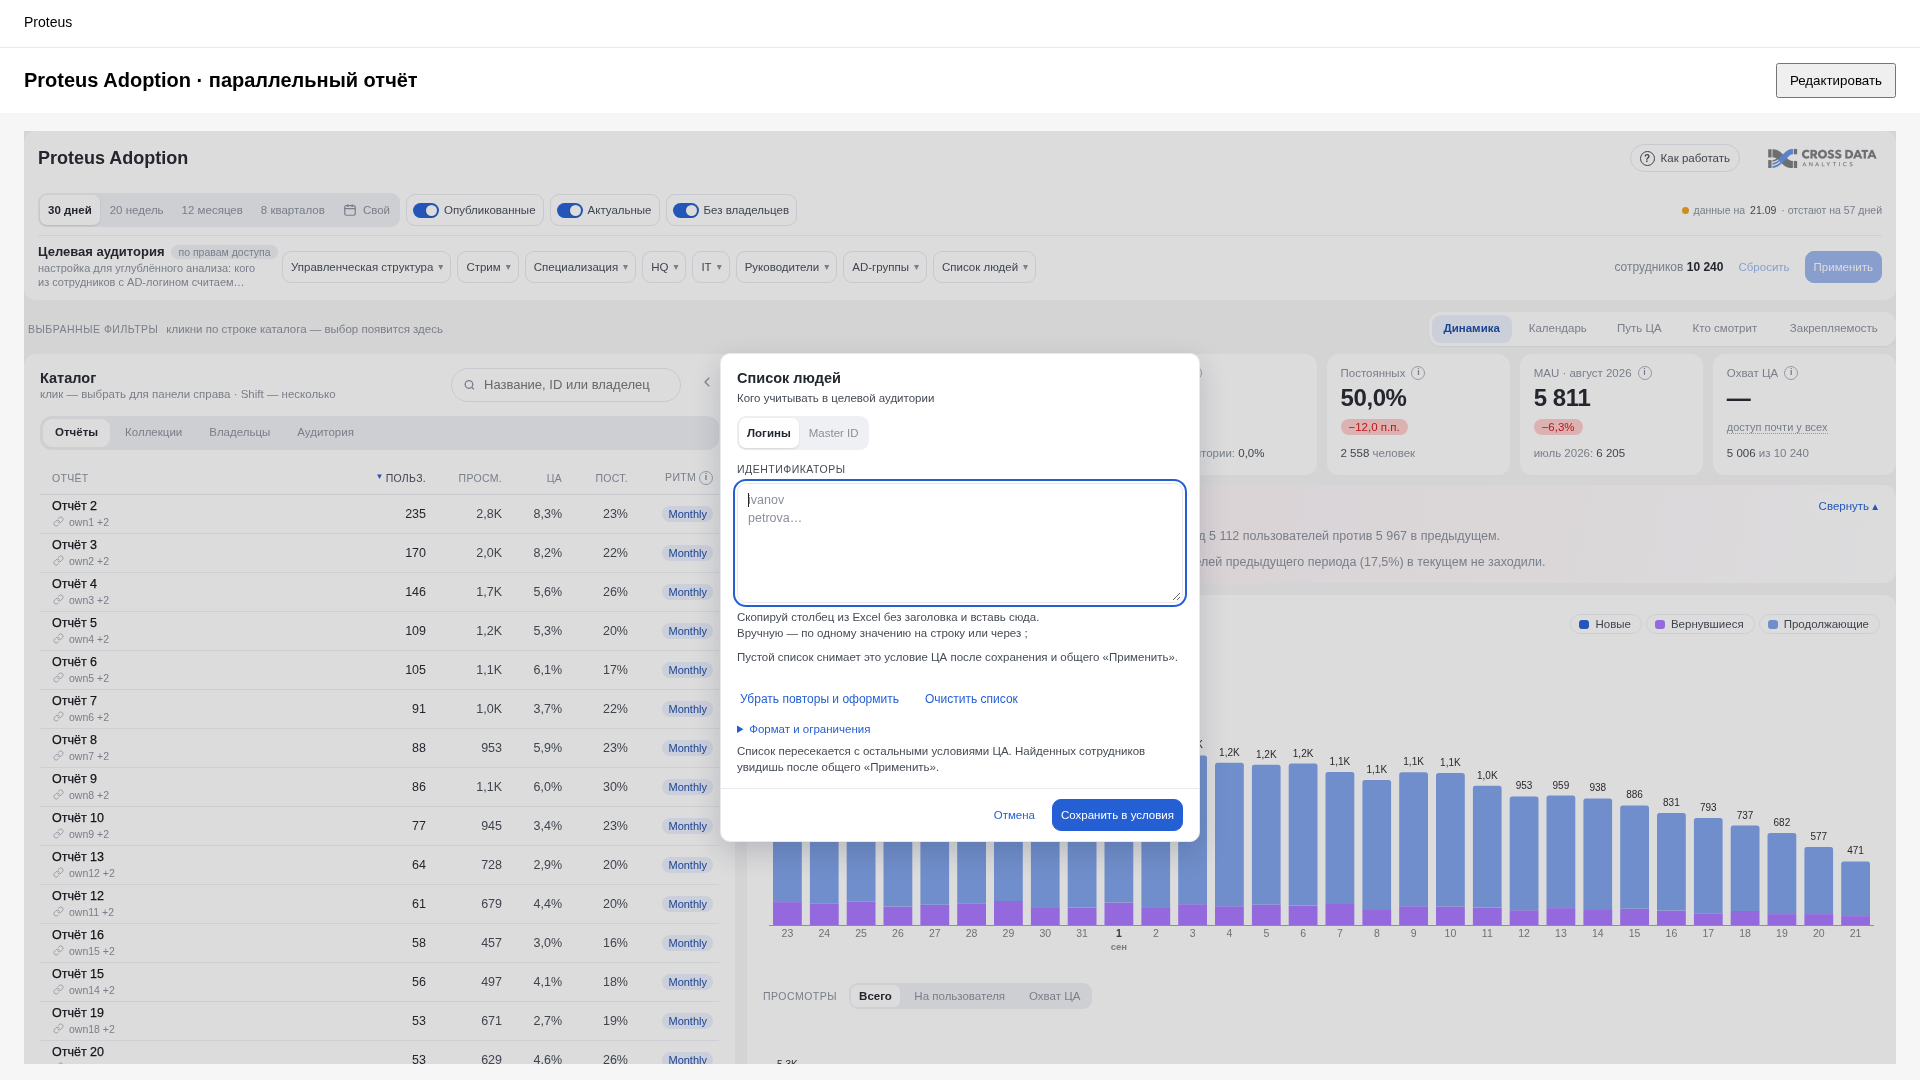 Proteus
Proteus Adoption · параллельный отчёт
Редактировать
Proteus Adoption
? Как работать
CROSS DATA
ANALYTICS
30 дней 20 недель 12 месяцев 8 кварталов Свой Опубликованные Актуальные Без владельцев
данные на 21.09 · отстают на 57 дней
Целевая аудитория по правам доступа
настройка для углублённого анализа: кого
из сотрудников с AD-логином считаем…
Управленческая структура Стрим Специализация HQ IT Руководители AD-группы Список людей
сотрудников 10 240 Сбросить Применить
ВЫБРАННЫЕ ФИЛЬТРЫ кликни по строке каталога — выбор появится здесь
Динамика Календарь Путь ЦА Кто смотрит Закрепляемость
Каталог
клик — выбрать для панели справа · Shift — несколько
Название, ID или владелец
Отчёты Коллекции Владельцы Аудитория
ОТЧЁТ ▼ ПОЛЬЗ. ПРОСМ. ЦА ПОСТ. РИТМ i
Отчёт 2
own1 +2
235 2,8K 8,3% 23% Monthly
Отчёт 3
own2 +2
170 2,0K 8,2% 22% Monthly
Отчёт 4
own3 +2
146 1,7K 5,6% 26% Monthly
Отчёт 5
own4 +2
109 1,2K 5,3% 20% Monthly
Отчёт 6
own5 +2
105 1,1K 6,1% 17% Monthly
Отчёт 7
own6 +2
91 1,0K 3,7% 22% Monthly
Отчёт 8
own7 +2
88 953 5,9% 23% Monthly
Отчёт 9
own8 +2
86 1,1K 6,0% 30% Monthly
Отчёт 10
own9 +2
77 945 3,4% 23% Monthly
Отчёт 13
own12 +2
64 728 2,9% 20% Monthly
Отчёт 12
own11 +2
61 679 4,4% 20% Monthly
Отчёт 16
own15 +2
58 457 3,0% 16% Monthly
Отчёт 15
own14 +2
56 497 4,1% 18% Monthly
Отчёт 19
own18 +2
53 671 2,7% 19% Monthly
Отчёт 20
53 629 4,6% 26% Monthly
Список людей
Кого учитывать в целевой аудитории
Логины Master ID
ИДЕНТИФИКАТОРЫ
ivanov
petrova…
Скопируй столбец из Excel без заголовка и вставь сюда.
Вручную — по одному значению на строку или через ;
Пустой список снимает это условие ЦА после сохранения и общего «Применить».
Убрать повторы и оформить Очистить список
▶ Формат и ограничения
Список пересекается с остальными условиями ЦА. Найденных сотрудников
увидишь после общего «Применить».
Отмена Сохранить в условия
0,0%
Постоянных i
50,0%
−12,0 п.п.
2 558 человек
MAU · август 2026 i
5 811
−6,3%
июль 2026: 6 205
Охват ЦА i
—
доступ почти у всех
5 006 из 10 240
Свернуть ▴
5 112 пользователей против 5 967 в предыдущем.
предыдущего периода (17,5%) в текущем не заходили.
Новые Вернувшиеся Продолжающие
1,2K 1,2K 1,2K 1,1K 1,1K 1,1K 1,1K 1,0K 953 959 938 886 831 793 737 682 577 471
23 24 25 26 27 28 29 30 31 1 2 3 4 5 6 7 8 9 10 11 12 13 14 15 16 17 18 19 20 21
сен
ПРОСМОТРЫ Всего На пользователя Охват ЦА